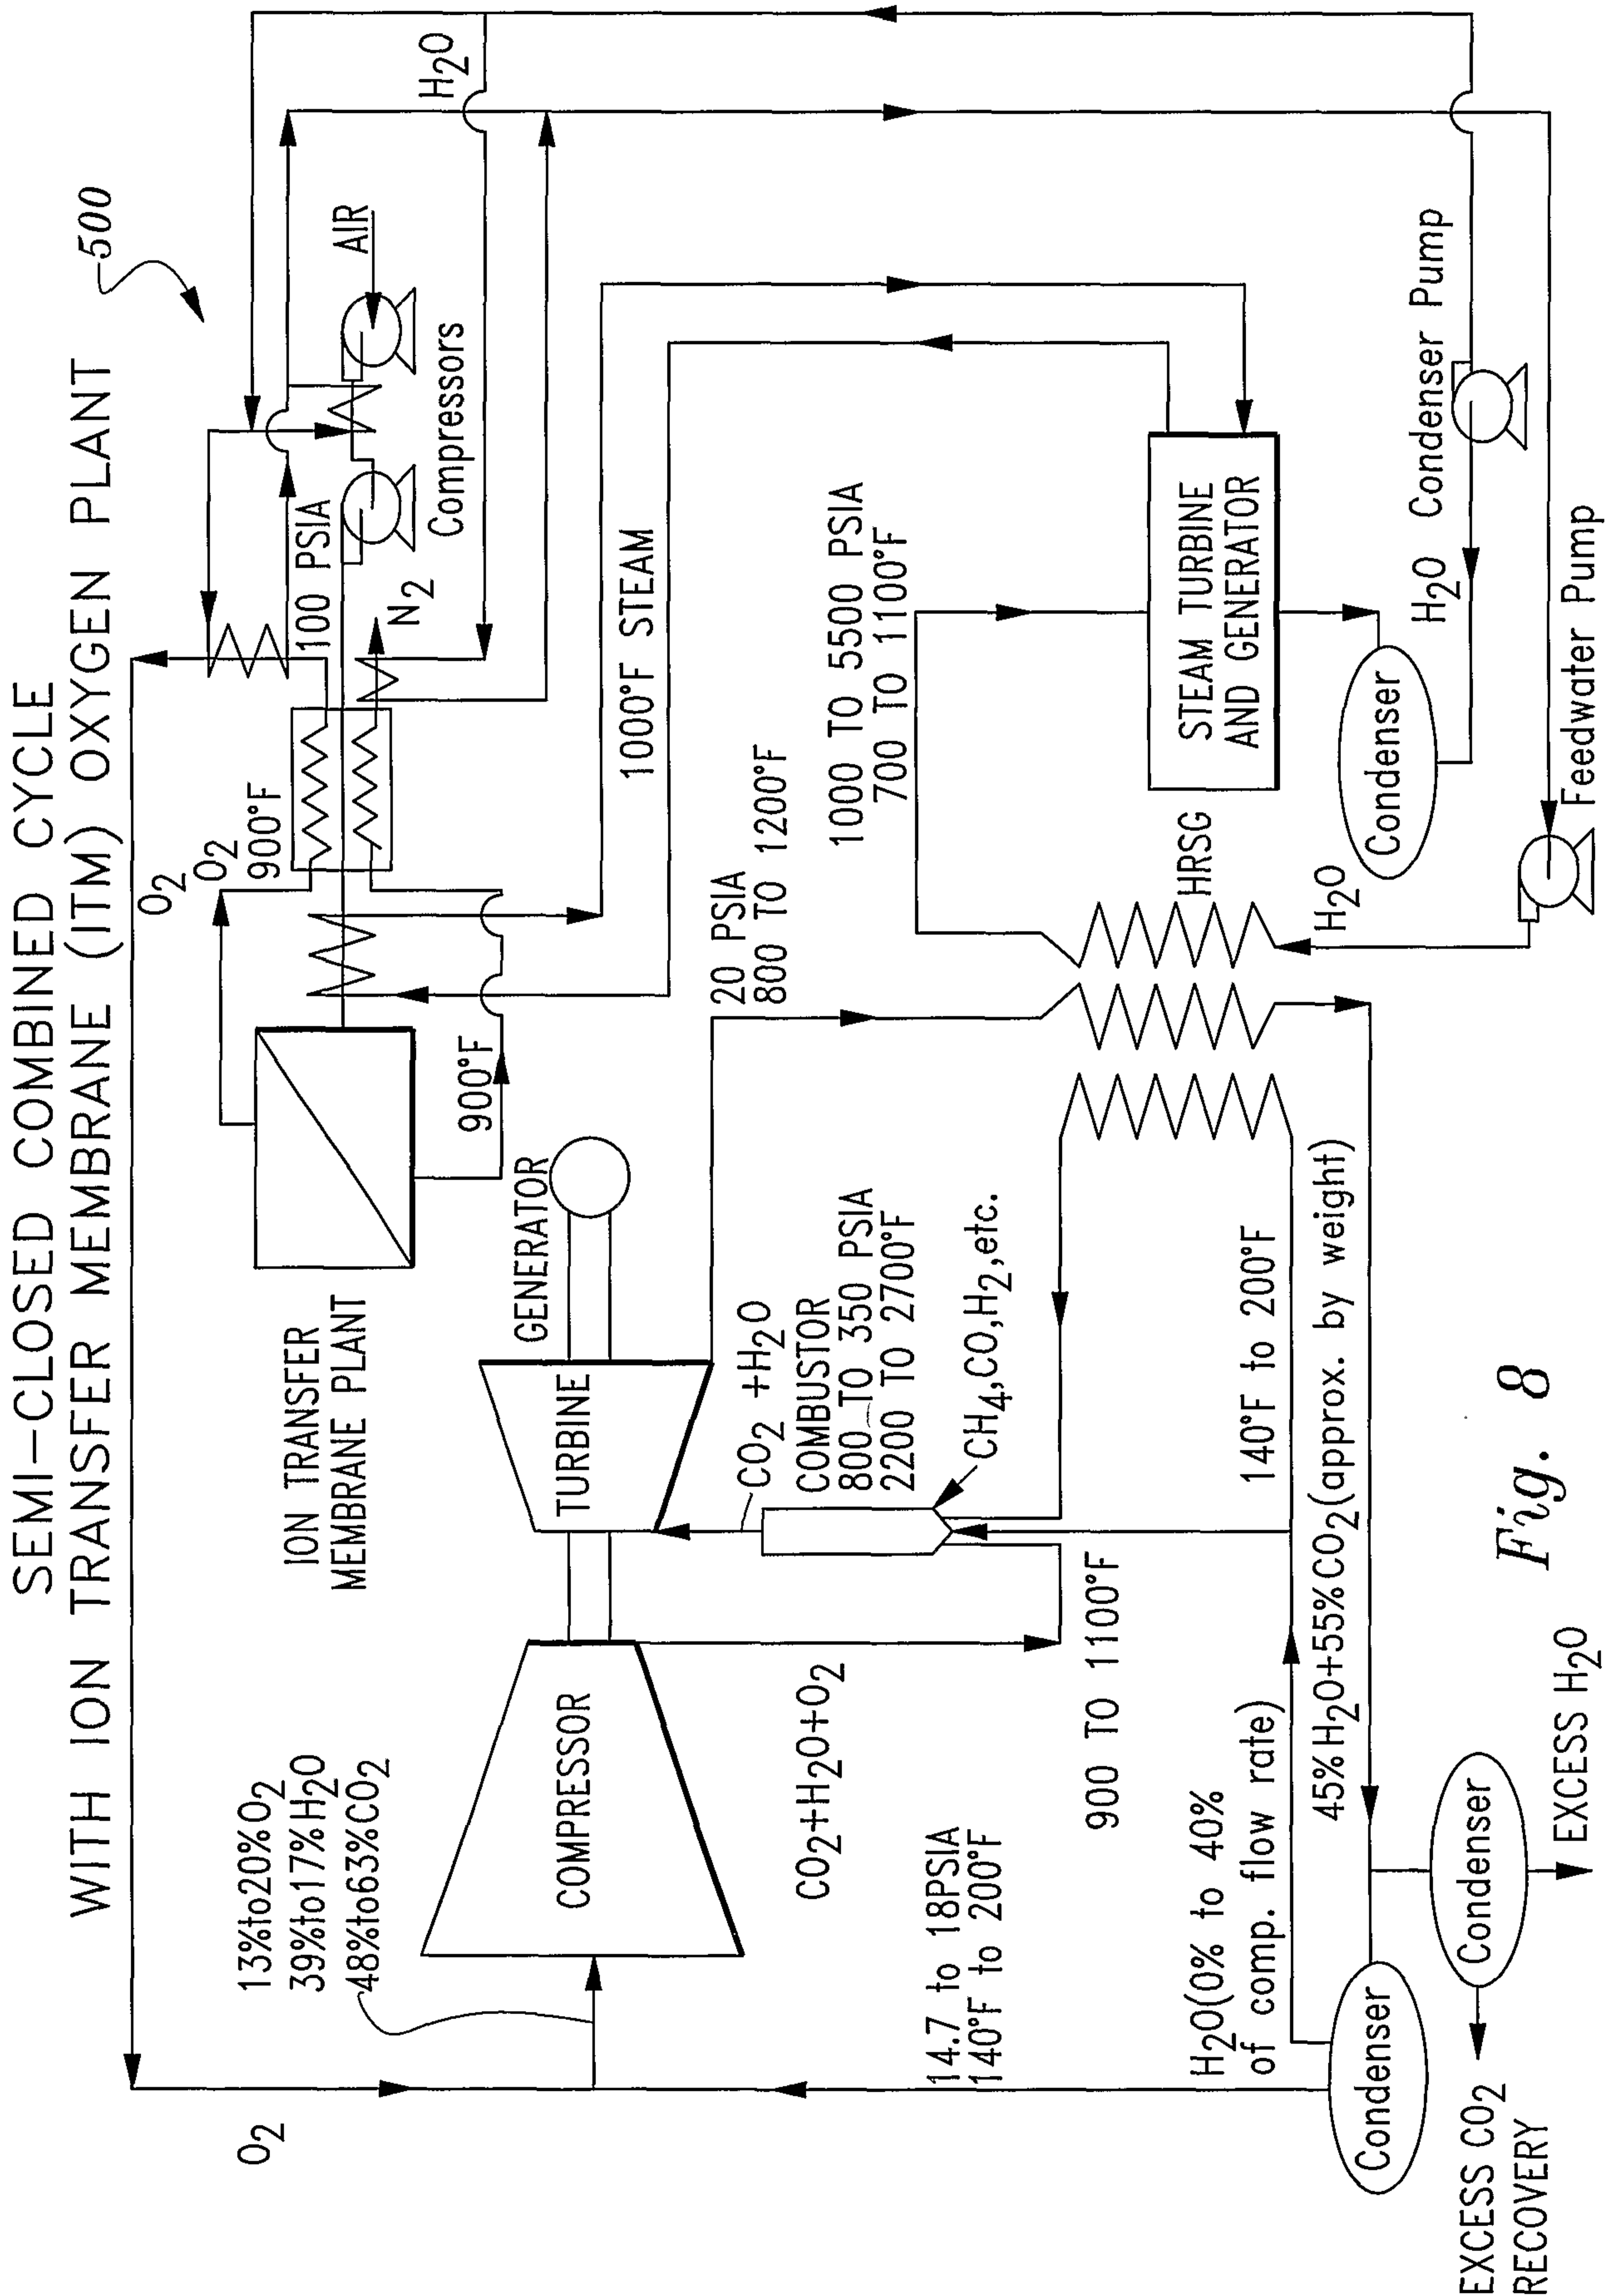 SEMI-CLOSED COMBINED CYCLE
WITH ION TRANSFER MEMBRANE (ITM) OXYGEN PLANT
500
O2
13%to20%O2
39%to17%H2O
48%to63%CO2
COMPRESSOR
CO2+H2O+O2
14.7 to 18PSIA
140°F to 200°F
900 TO 1100°F
H2O(0% to 40%
of comp. flow rate)
Condenser
EXCESS CO2
RECOVERY
Condenser
EXCESS H2O
45%H2O+55%CO2(approx. by weight)
140°F to 200°F
ION TRANSFER
MEMBRANE PLANT
TURBINE
GENERATOR
CO2 +H2O
COMBUSTOR
800 TO 350 PSIA
2200 TO 2700°F
CH4,CO,H2,etc.
900°F
O2
O2
900°F
20 PSIA
800 TO 1200°F
1000°F STEAM
100 PSIA
N2
Compressors
AIR
H2O
1000 TO 5500 PSIA
700 TO 1100°F
HRSG
STEAM TURBINE
AND GENERATOR
Condenser
H2O
H2O
Condenser Pump
Feedwater Pump
Fig. 8